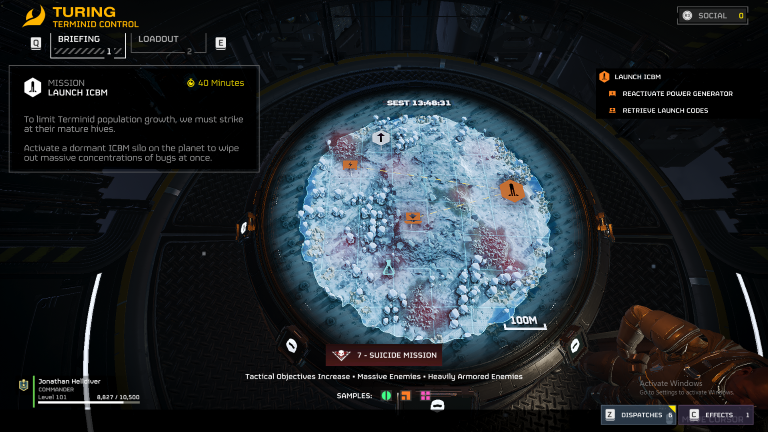 TURING
TERMINID CONTROL
Q
BRIEFING
1
LOADOUT
2
E
SOCIAL 0
MISSION
LAUNCH ICBM
40 Minutes
To limit Terminid population growth, we must strike
at their mature hives.
Activate a dormant ICBM silo on the planet to wipe
out massive concentrations of bugs at once.
LAUNCH ICBM
REACTIVATE POWER GENERATOR
RETRIEVE LAUNCH CODES
100M
7 - SUICIDE MISSION
Tactical Objectives Increase • Massive Enemies • Heavily Armored Enemies
SAMPLES:
Jonathan Helldiver
COMMANDER
Level 101
8,827 / 10,500
Activate Windows
Go to Settings to activate Windows.
Z DISPATCHES 6
C EFFECTS 1
CURSOR